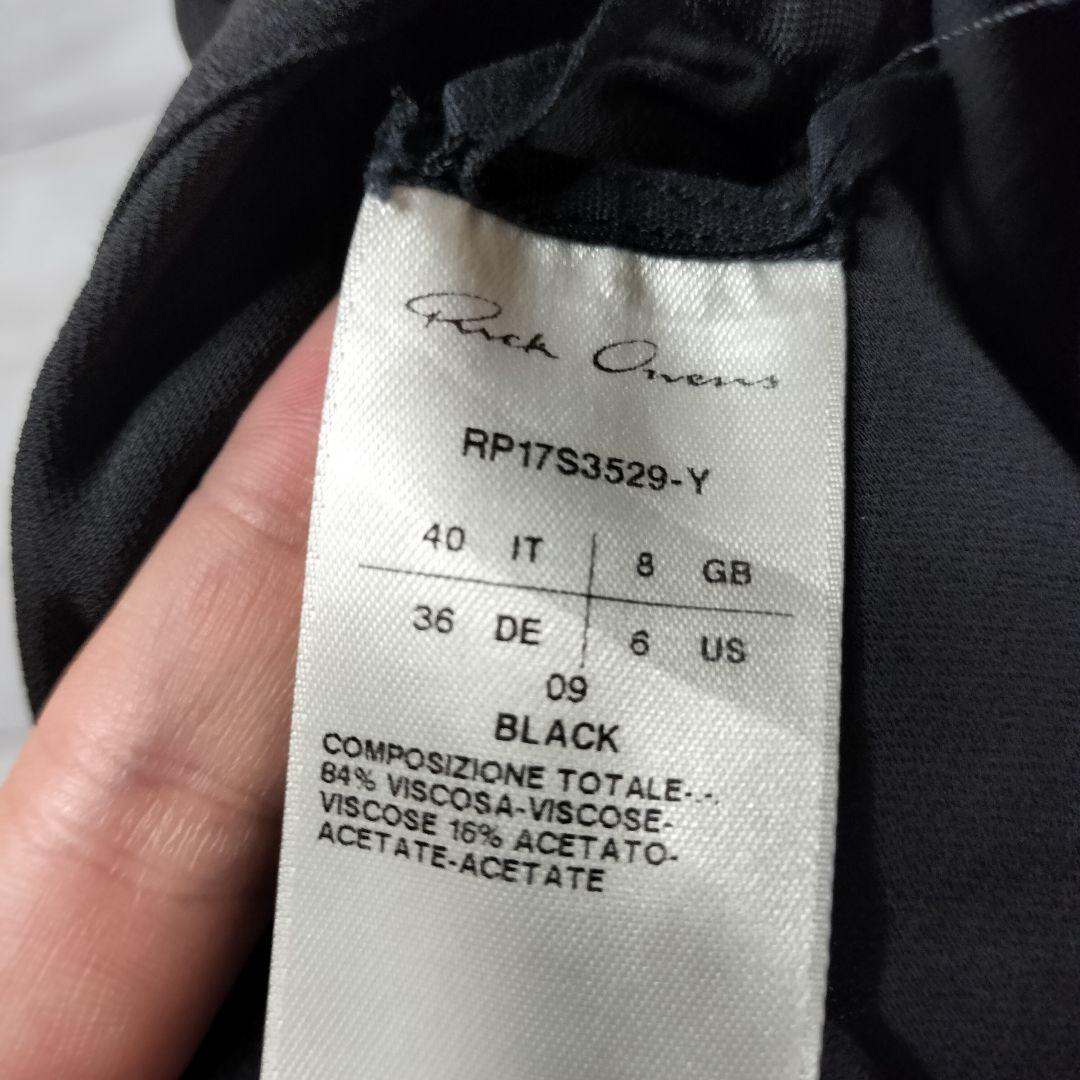 Rick Owens
RP17S3529-Y
40 IT 8 GB
36 DE 6 US
09
BLACK
COMPOSIZIONE TOTALE-.-.
84% VISCOSA-VISCOSE-
VISCOSE 16% ACETATO-
ACETATE-ACETATE